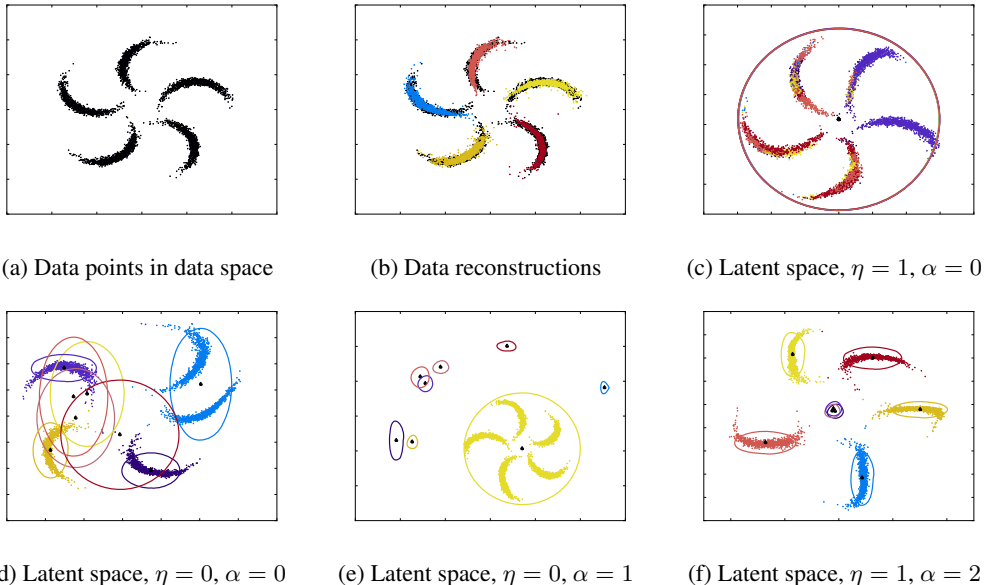 (a) Data points in data space
(b) Data reconstructions
(c) Latent space, η = 1, α = 0
d) Latent space, η = 0, α = 0
(e) Latent space, η = 0, α = 1
(f) Latent space, η = 1, α = 2